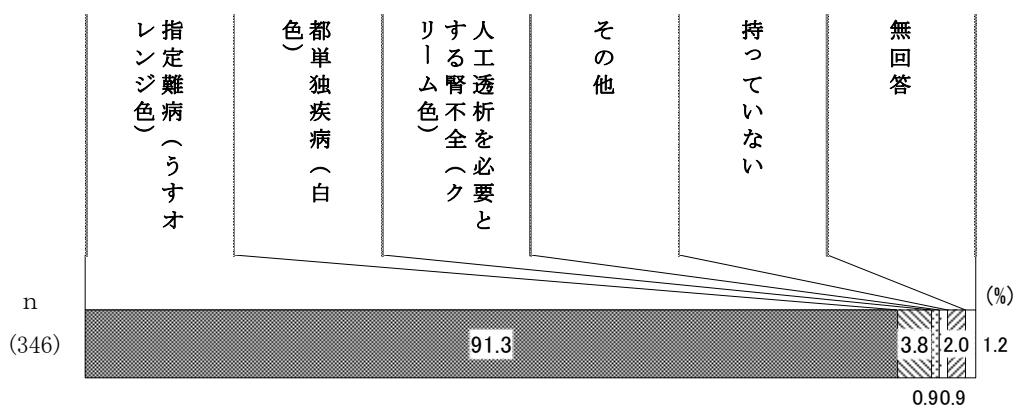 指定難病（うすオ
レンジ色）
都単独疾病（白
色）
人工透析を必要と
する腎不全（ク
リーム色）
その他
持っていない
無回答
(%)
n
(346)
91.3
3.8
2.0
1.2
0.9
0.9